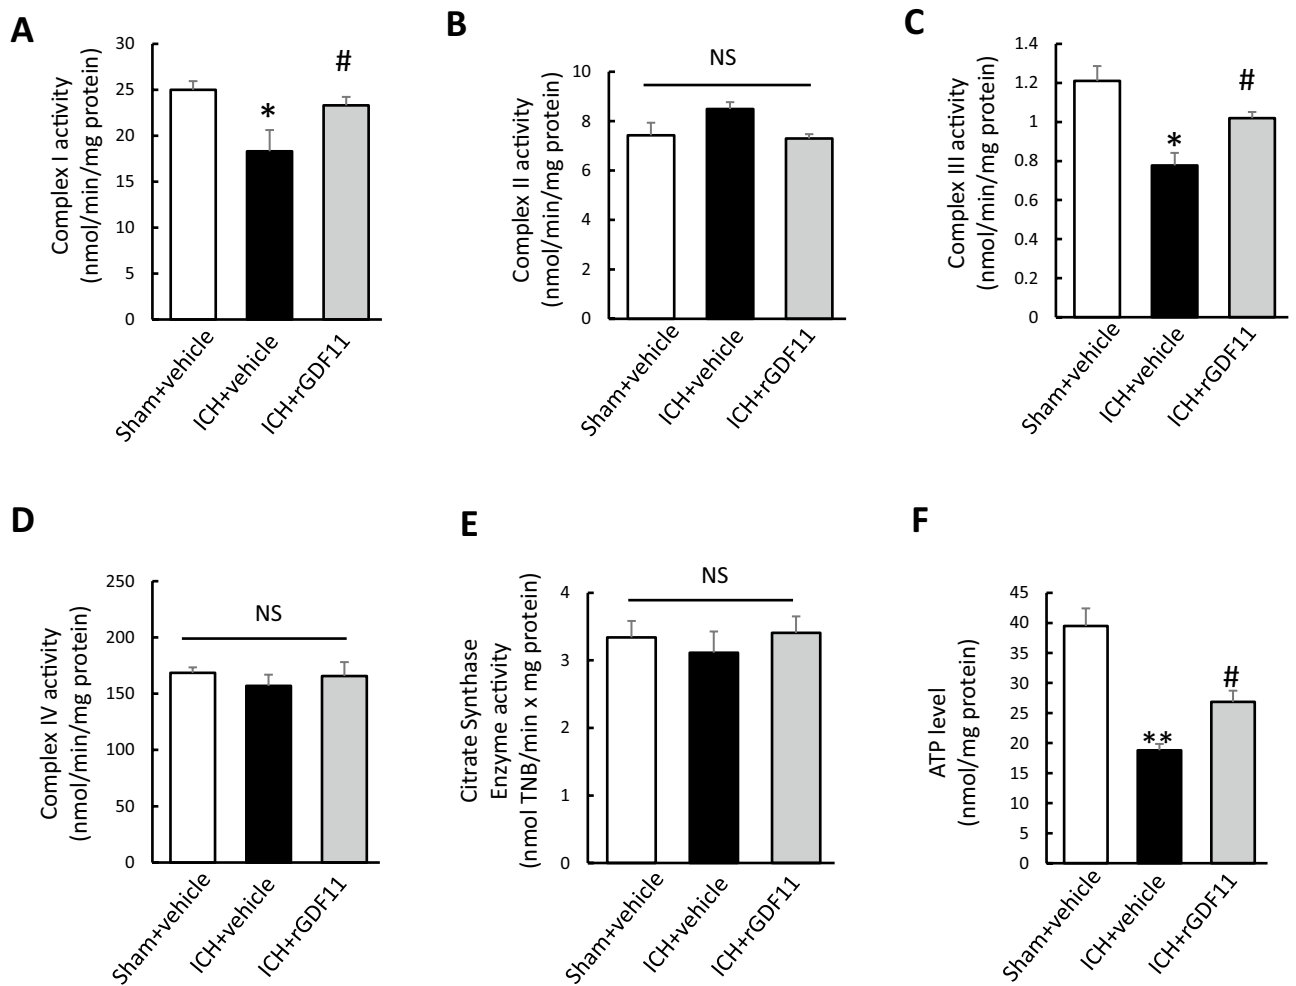 A
Complex I activity
(nmol/min/mg protein)
30
25
20
15
10
5
0
*
#
Sham+vehicle
ICH+vehicle
ICH+rGDF11
B
Complex II activity
(nmol/min/mg protein)
10
8
6
4
2
0
NS
Sham+vehicle
ICH+vehicle
ICH+rGDF11
C
Complex III activity
(nmol/min/mg protein)
1.4
1.2
1
0.8
0.6
0.4
0.2
0
*
#
Sham+vehicle
ICH+vehicle
ICH+rGDF11
D
Complex IV activity
(nmol/min/mg protein)
250
200
150
100
50
0
NS
Sham+vehicle
ICH+vehicle
ICH+rGDF11
E
Citrate Synthase
Enzyme activity
(nmol TNB/min x mg protein)
4
3
2
1
0
NS
Sham+vehicle
ICH+vehicle
ICH+rGDF11
F
ATP level
(nmol/mg protein)
45
40
35
30
25
20
15
10
5
0
**
#
Sham+vehicle
ICH+vehicle
ICH+rGDF11